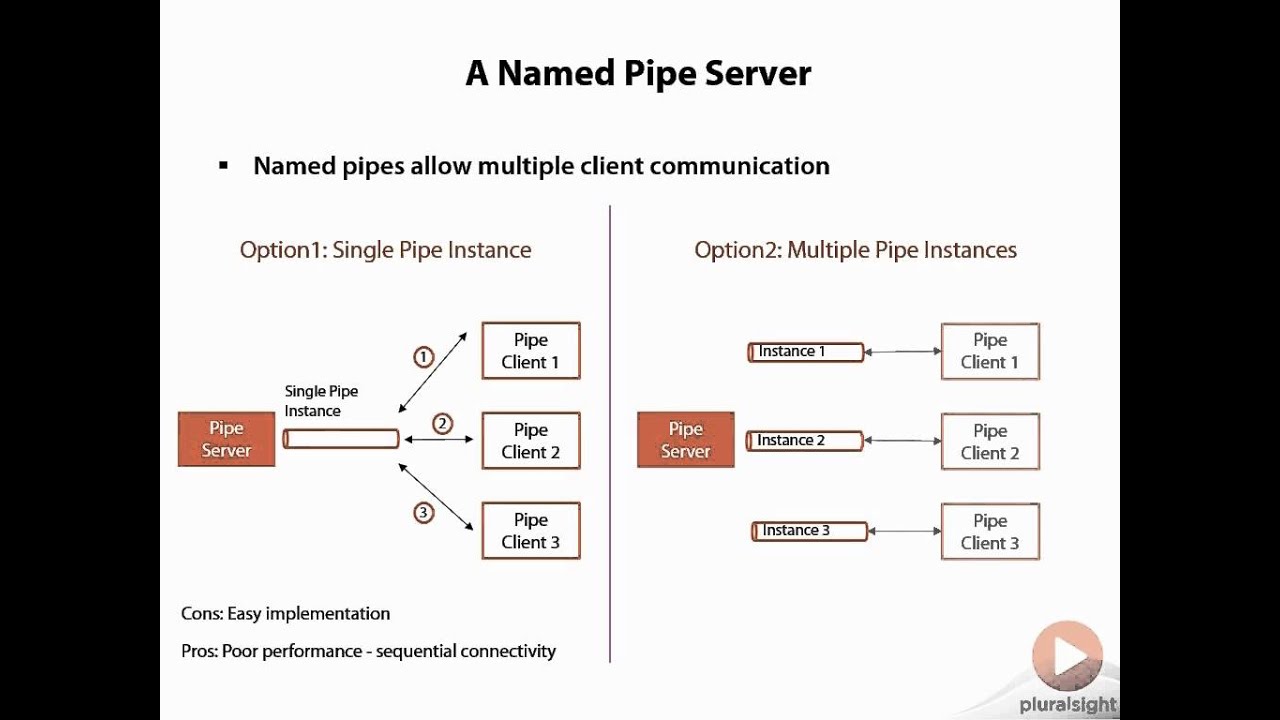 A Named Pipe Server
▪ Named pipes allow multiple client communication
Option1: Single Pipe Instance
Single Pipe
Instance
Pipe
Server
1
2
3
Pipe
Client 1
Pipe
Client 2
Pipe
Client 3
Cons: Easy implementation
Pros: Poor performance - sequential connectivity
Option2: Multiple Pipe Instances
Pipe
Server
Instance 1
Pipe
Client 1
Instance 2
Pipe
Client 2
Instance 3
Pipe
Client 3
pluralsight